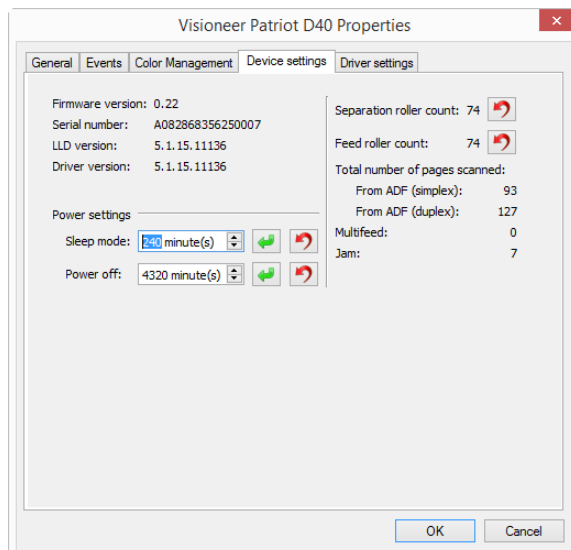 Visioneer Patriot D40 Properties
General Events Color Management Device settings Driver settings
Firmware version: 0.22
Serial number: A082868356250007
LLD version: 5.1.15.11136
Driver version: 5.1.15.11136
Power settings
Sleep mode: 240 minute(s)
Power off: 4320 minute(s)
Separation roller count: 74
Feed roller count: 74
Total number of pages scanned:
From ADF (simplex): 93
From ADF (duplex): 127
Multifeed: 0
Jam: 7
OK Cancel